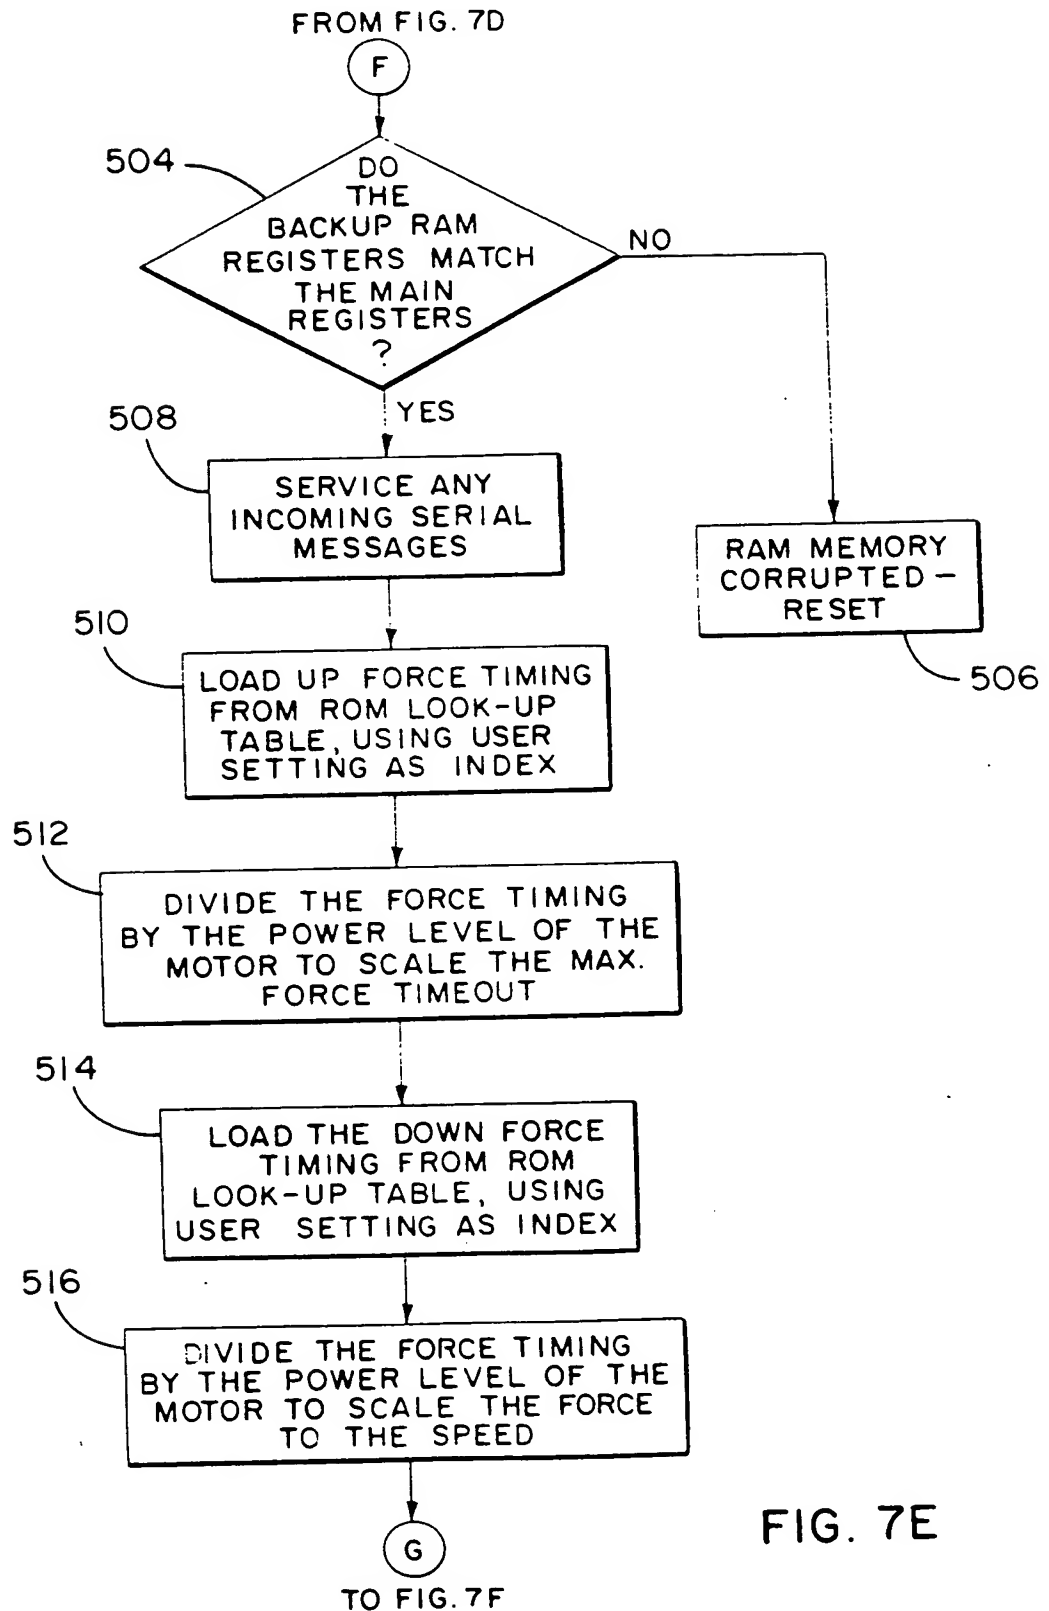 FROM FIG. 7D
F
504
DO
THE
BACKUP RAM
REGISTERS MATCH
THE MAIN
REGISTERS
?
NO
YES
508
SERVICE ANY
INCOMING SERIAL
MESSAGES
RAM MEMORY
CORRUPTED –
RESET
506
510
LOAD UP FORCE TIMING
FROM ROM LOOK-UP
TABLE, USING USER
SETTING AS INDEX
512
DIVIDE THE FORCE TIMING
BY THE POWER LEVEL OF THE
MOTOR TO SCALE THE MAX.
FORCE TIMEOUT
514
LOAD THE DOWN FORCE
TIMING FROM ROM
LOOK-UP TABLE, USING
USER SETTING AS INDEX
516
DIVIDE THE FORCE TIMING
BY THE POWER LEVEL OF THE
MOTOR TO SCALE THE FORCE
TO THE SPEED
G
TO FIG. 7F
FIG. 7E